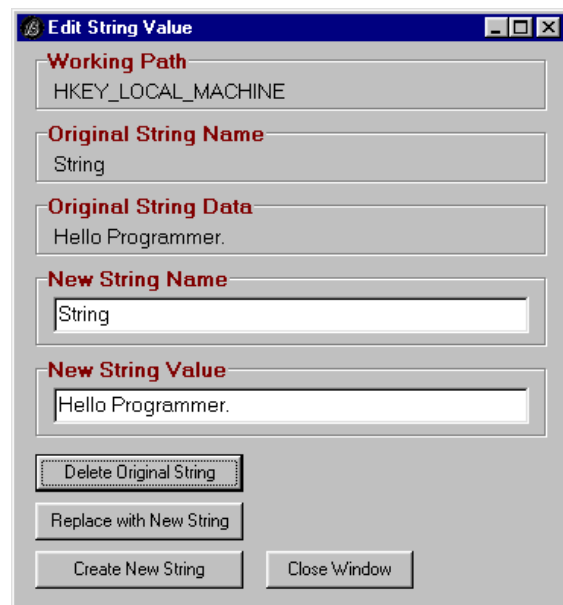 Edit String Value
Working Path
HKEY_LOCAL_MACHINE
Original String Name
String
Original String Data
Hello Programmer.
New String Name
String
New String Value
Hello Programmer.
Delete Original String
Replace with New String
Create New String Close Window